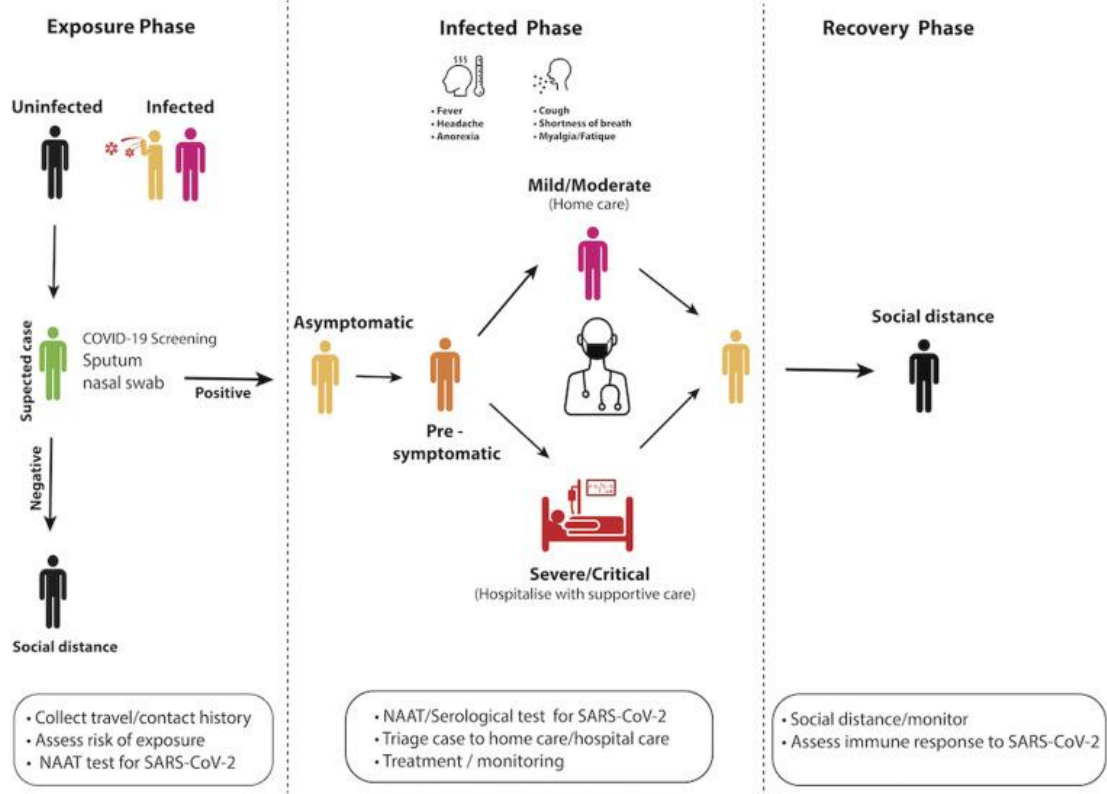 Exposure Phase
Uninfected
Infected
Supected case
COVID-19 Screening
Sputum
nasal swab
Positive
Negative
Social distance
• Collect travel/contact history
• Assess risk of exposure
• NAAT test for SARS-CoV-2
Infected Phase
• Fever
• Headache
• Anorexia
• Cough
• Shortness of breath
• Myalgia/Fatique
Mild/Moderate
(Home care)
Asymptomatic
Pre -
symptomatic
Severe/Critical
(Hospitalise with supportive care)
• NAAT/Serological test for SARS-CoV-2
• Triage case to home care/hospital care
• Treatment / monitoring
Recovery Phase
Social distance
• Social distance/monitor
• Assess immune response to SARS-CoV-2